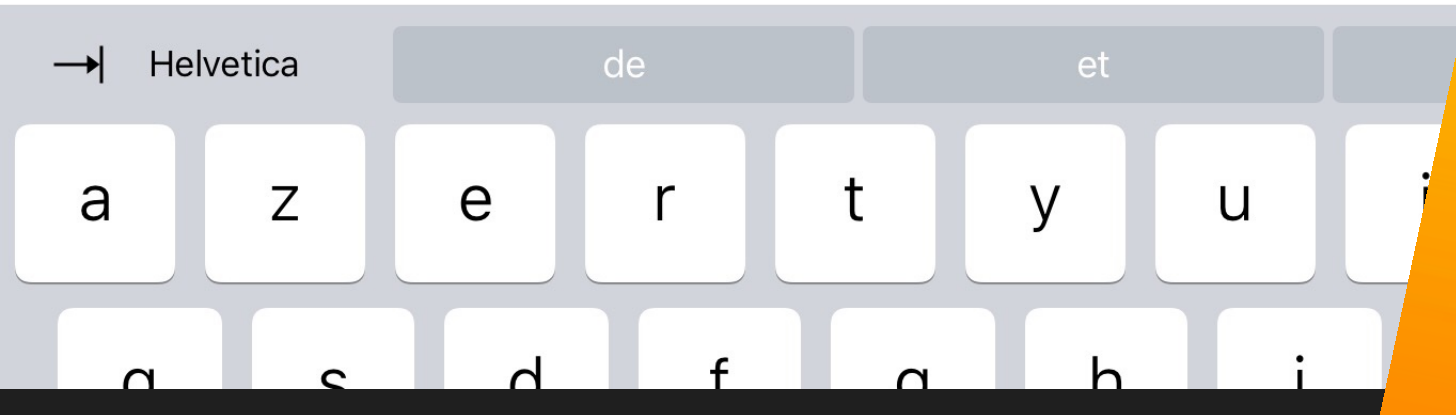 →| Helvetica de et
a z e r t y u i
q s d f g h j